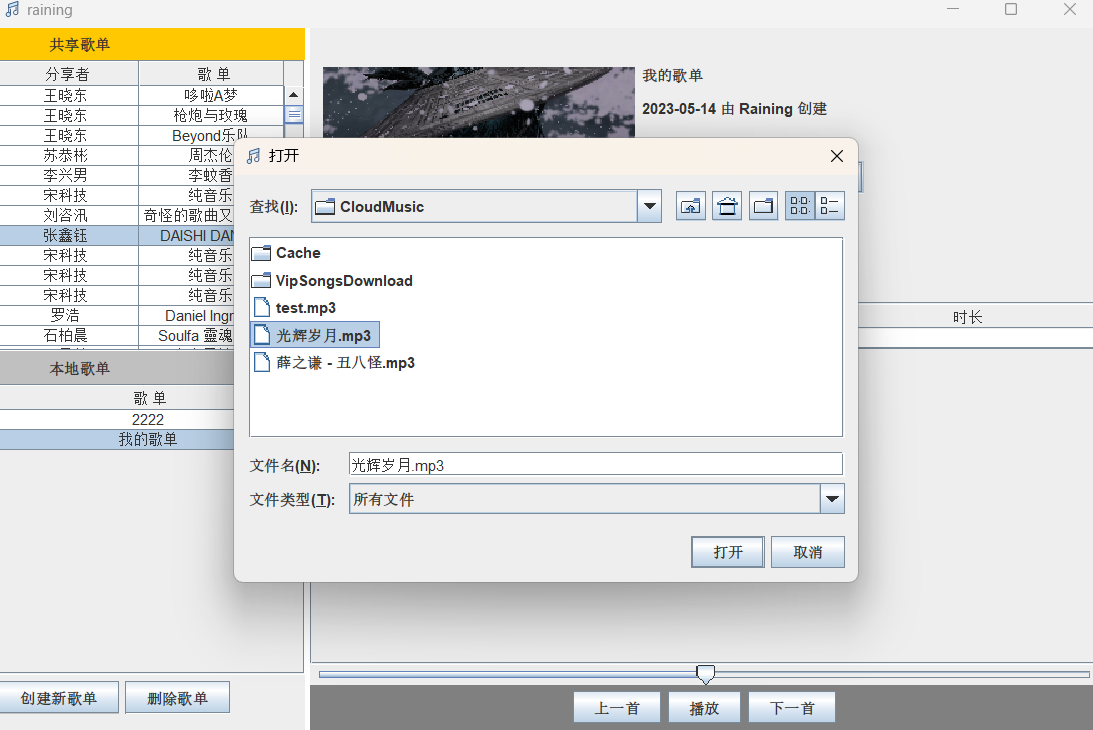 raining
共享歌单
分享者 歌 单
王晓东 哆啦A梦
王晓东 枪炮与玫瑰
王晓东 Beyond乐队
苏恭彬 周杰伦
李兴男 李蚊香
宋科技 纯音乐
刘咨汛 奇怪的歌曲又
张鑫钰 DAISHI DAN
宋科技 纯音乐
宋科技 纯音乐
宋科技 纯音乐
罗浩 Daniel Ingr
石柏晨 Soulfa 靈魂
本地歌单
歌 单
2222
我的歌单
创建新歌单 删除歌单
我的歌单
2023-05-14 由 Raining 创建
时长
打开
查找(I): CloudMusic
Cache
VipSongsDownload
test.mp3
光辉岁月.mp3
薛之谦 - 丑八怪.mp3
文件名(N): 光辉岁月.mp3
文件类型(T): 所有文件
打开 取消
上一首 播放 下一首